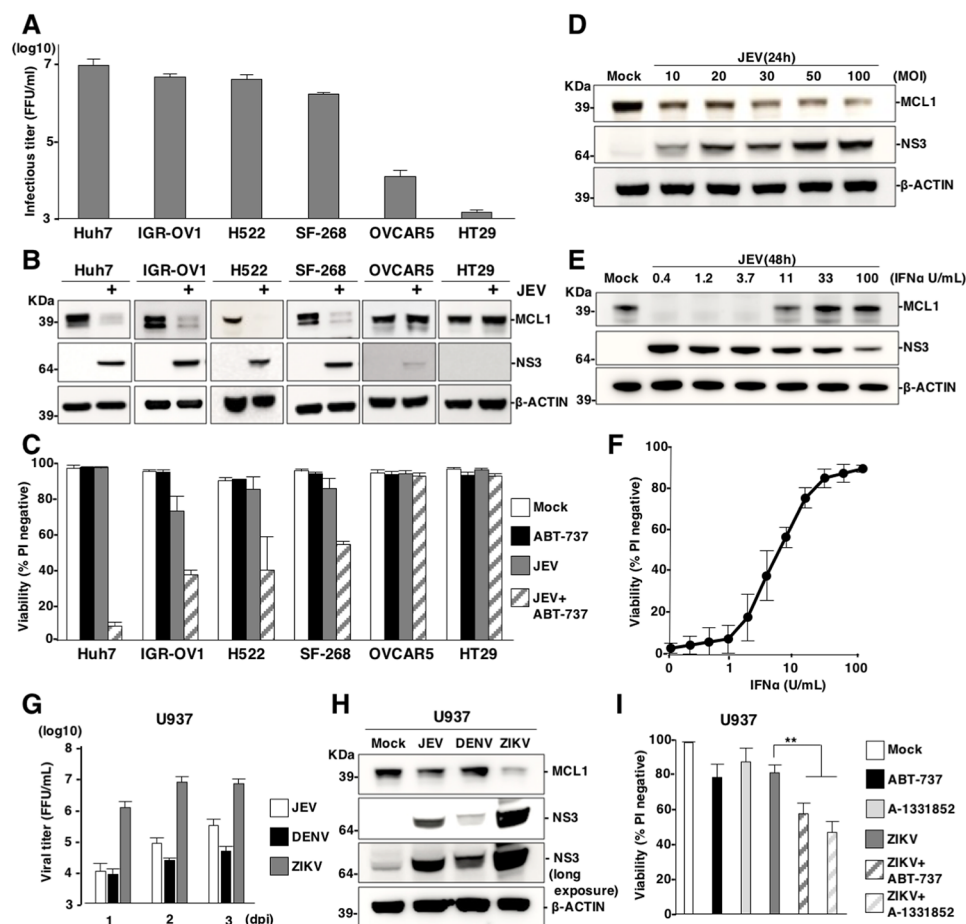 A
(log10)
Infectious titer (FFU/ml)
7
5
3
Huh7 IGR-OV1 H522 SF-268 OVCAR5 HT29
B
Huh7 IGR-OV1 H522 SF-268 OVCAR5 HT29
+ + + + + + JEV
KDa
39- -MCL1
64- -NS3
39- -β-ACTIN
C
Viability (% PI negative)
100
80
60
40
20
0
Huh7 IGR-OV1 H522 SF-268 OVCAR5 HT29
Mock
ABT-737
JEV
JEV+
ABT-737
D
JEV(24h)
Mock 10 20 30 50 100 (MOI)
KDa
39- -MCL1
64- -NS3
39- -β-ACTIN
E
JEV(48h)
Mock 0.4 1.2 3.7 11 33 100 (IFNα U/mL)
KDa
39- -MCL1
64- -NS3
39- -β-ACTIN
F
Viability (% PI negative)
100
80
60
40
20
0
0 1 10 100
IFNα (U/mL)
G
U937
(log10)
Viral titer (FFU/mL)
8
7
6
5
4
3
1 2 3 (dpi)
JEV
DENV
ZIKV
H
U937
Mock JEV DENV ZIKV
KDa
39- - MCL1
64- - NS3
64- - NS3
(long
exposure)
39- - β-ACTIN
I
U937
Viability (% PI negative)
100
80
60
40
20
0
**
Mock
ABT-737
A-1331852
ZIKV
ZIKV+
ABT-737
ZIKV+
A-1331852